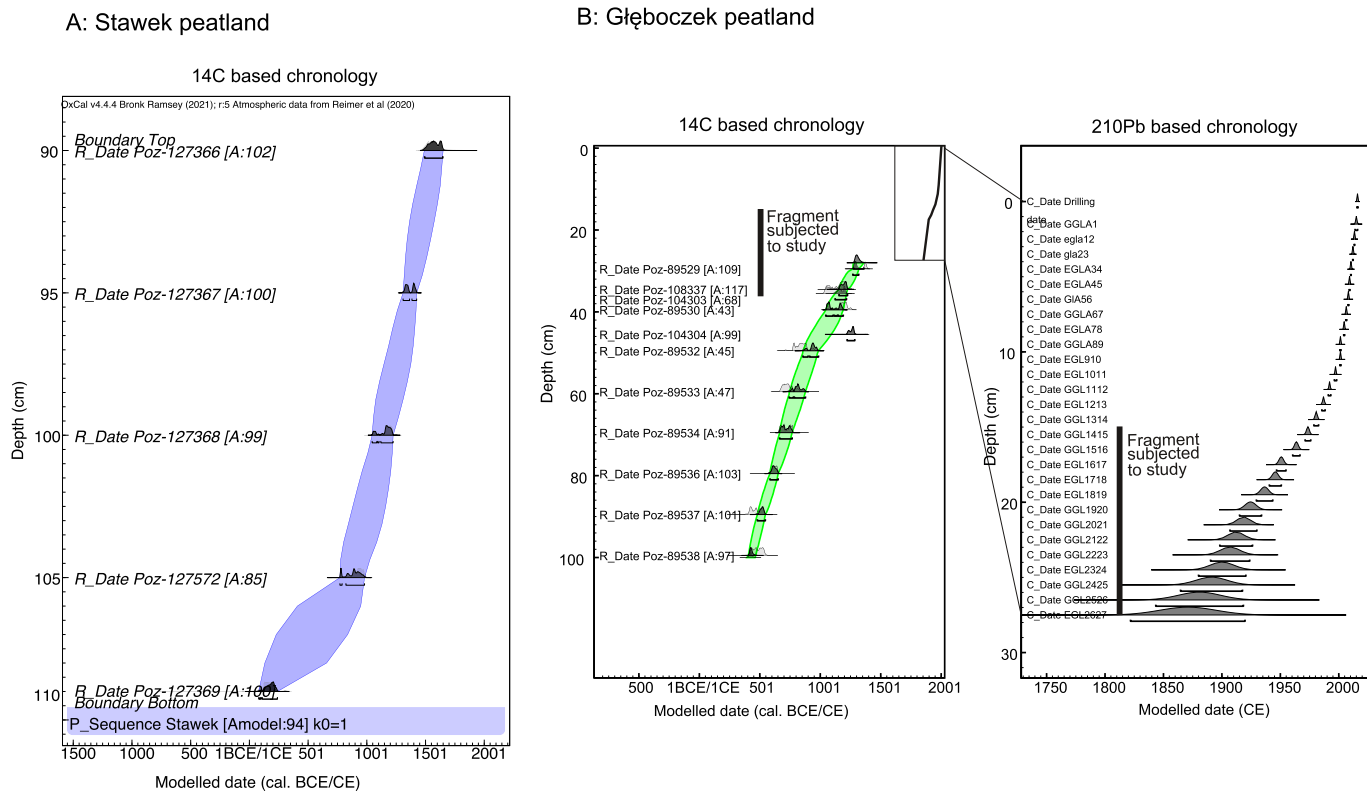 A: Stawek peatland
B: Głęboczek peatland
14C based chronology
OxCal v4.4.4 Bronk Ramsey (2021); r:5 Atmospheric data from Reimer et al (2020)
Boundary Top
R_Date Poz-127366 [A:102]
R_Date Poz-127367 [A:100]
R_Date Poz-127368 [A:99]
R_Date Poz-127572 [A:85]
R_Date Poz-127369 [A:100]
Boundary Bottom
P_Sequence Stawek [Amodel:94] k0=1
90
95
100
105
110
Depth (cm)
1500
1001
500
1BCE/1CE
501
1001
1501
2001
Modelled date (cal. BCE/CE)
14C based chronology
0
20
40
60
80
100
Depth (cm)
Fragment
subjected
to study
R_Date Poz-89529 [A:109]
R_Date Poz-108337 [A:117]
R_Date Poz-104303 [A:68]
R_Date Poz-89530 [A:43]
R_Date Poz-104304 [A:99]
R_Date Poz-89532 [A:45]
R_Date Poz-89533 [A:47]
R_Date Poz-89534 [A:91]
R_Date Poz-89536 [A:103]
R_Date Poz-89537 [A:101]
R_Date Poz-89538 [A:97]
500
1BCE/1CE
501
1001
1501
2001
Modelled date (cal. BCE/CE)
210Pb based chronology
0
10
20
30
Depth (cm)
C_Date Drilling
date
C_Date GGLA1
C_Date egla12
C_Date gla23
C_Date EGLA34
C_Date EGLA45
C_Date GlA56
C_Date GGLA67
C_Date EGLA78
C_Date GGLA89
C_Date EGL910
C_Date EGL1011
C_Date GGL1112
C_Date EGL1213
C_Date GGL1314
C_Date GGL1415
C_Date GGL1516
C_Date EGL1617
C_Date EGL1718
C_Date EGL1819
C_Date GGL1920
C_Date GGL2021
C_Date GGL2122
C_Date GGL2223
C_Date EGL2324
C_Date GGL2425
C_Date GGL2526
C_Date EGL2627
Fragment
subjected
to study
1750
1800
1850
1900
1950
2000
Modelled date (CE)